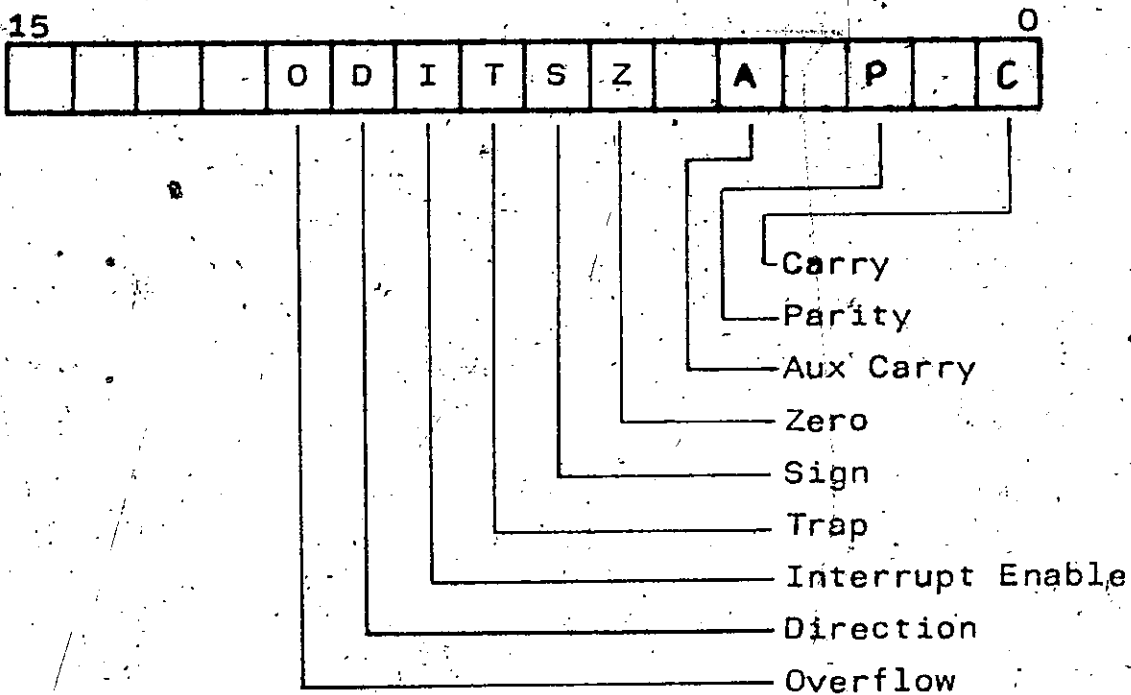 15 0
O D I T S Z A P C
Carry
Parity
Aux Carry
Zero
Sign
Trap
Interrupt Enable
Direction
Overflow